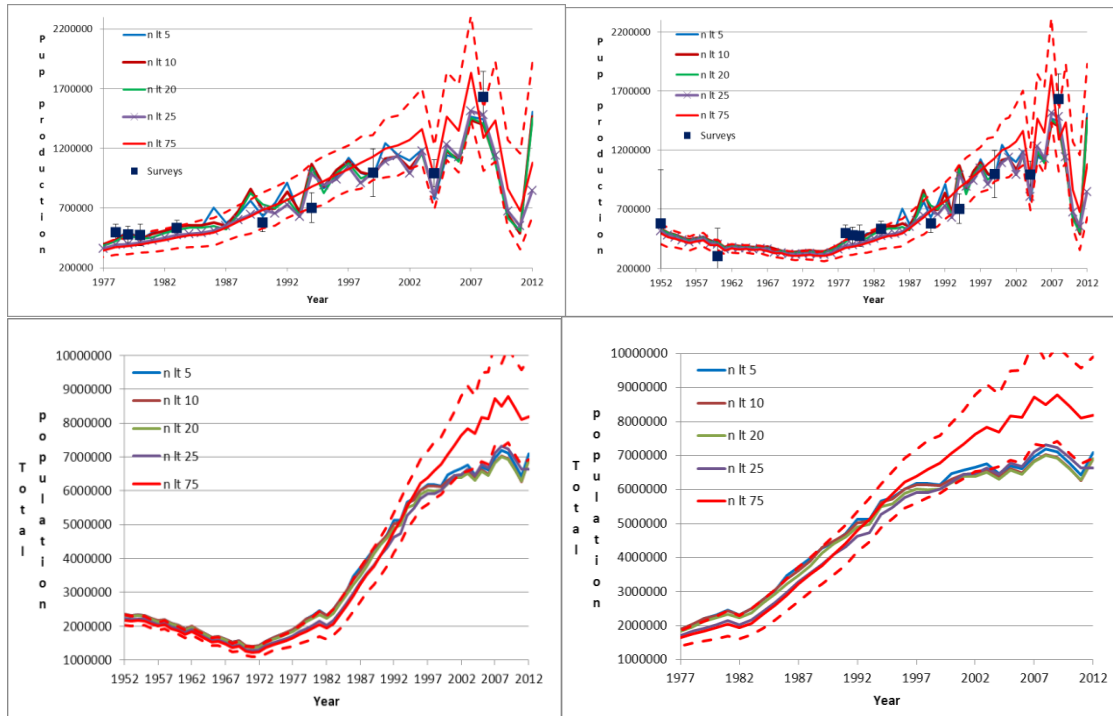 Pup production
2200000
1700000
1200000
700000
200000
n lt 5
n lt 10
n lt 20
n lt 25
n lt 75
Surveys
1977 1982 1987 1992 1997 2002 2007 2012
Year
Pup production
2200000
1700000
1200000
700000
200000
n lt 5
n lt 10
n lt 20
n lt 25
n lt 75
Surveys
1952 1957 1962 1967 1972 1977 1982 1987 1992 1997 2002 2007 2012
Year
Total population
10000000
9000000
8000000
7000000
6000000
5000000
4000000
3000000
2000000
1000000
n lt 5
n lt 10
n lt 20
n lt 25
n lt 75
1952 1957 1962 1967 1972 1977 1982 1987 1992 1997 2002 2007 2012
Year
Total population
10000000
9000000
8000000
7000000
6000000
5000000
4000000
3000000
2000000
1000000
n lt 5
n lt 10
n lt 20
n lt 25
n lt 75
1977 1982 1987 1992 1997 2002 2007 2012
Year